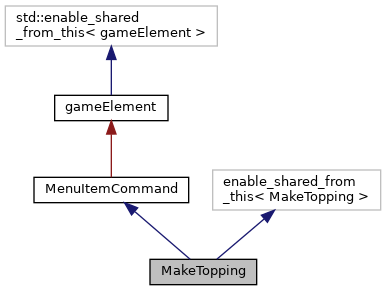 std::enable_shared
_from_this< gameElement >
gameElement
MenuItemCommand
enable_shared_from
_this< MakeTopping >
MakeTopping